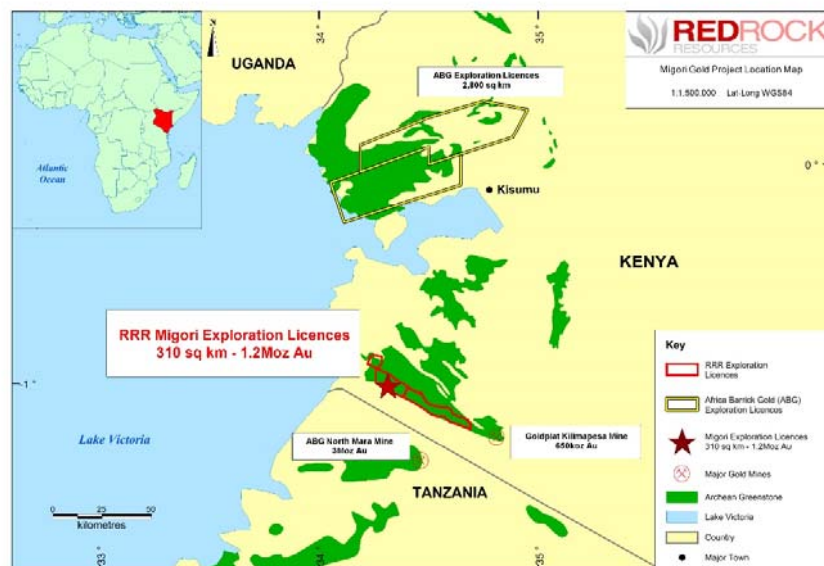 REDROCK
RESOURCES
Migori Gold Project Location Map
1:1,500,000 Lat-Long WGS84
34
35
UGANDA
ABG Exploration Licences
2,800 sq km
Atlantic
Ocean
0°
Kisumu
KENYA
RRR Migori Exploration Licences
310 sq km - 1.2Moz Au
-1°
Lake Victoria
ABG North Mara Mine
3Moz Au
Goldplat Kilimapesa Mine
650koz Au
TANZANIA
0 25 50
kilometres
33
34
35
Key
RRR Exploration
Licences
Africa Barrick Gold (ABG)
Exploration Licences
Migori Exploration Licences
310 sq km - 1.2Moz Au
Major Gold Mines
Archean Greenstone
Lake Victoria
Country
Major Town